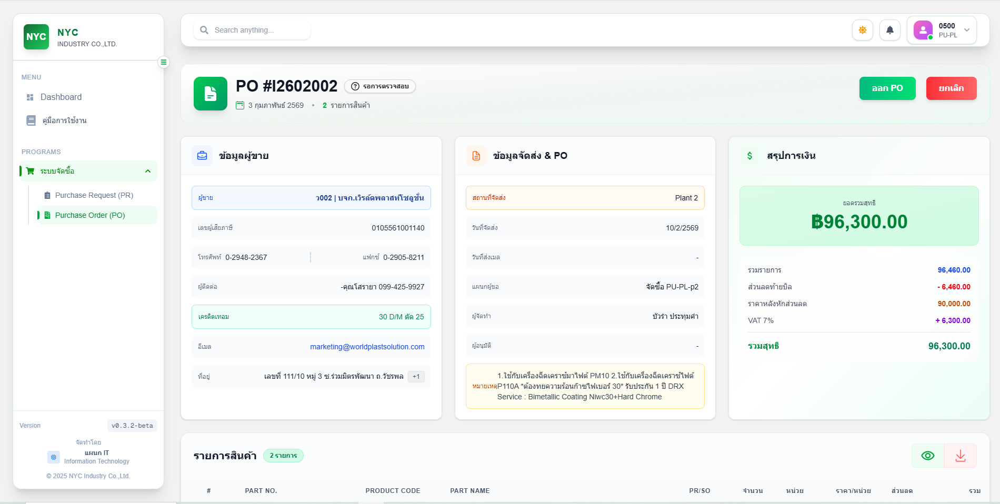 NYC
NYC
INDUSTRY CO.,LTD.
MENU
Dashboard
คู่มือการใช้งาน
PROGRAMS
ระบบจัดซื้อ
Purchase Request (PR)
Purchase Order (PO)
Version
v0.3.2-beta
จัดทำโดย
แผนก IT
Information Technology
© 2025 NYC Industry Co.,Ltd.
Search anything...
0500
PU-PL
PO #I2602002
รอการตรวจสอบ
3 กุมภาพันธ์ 2569 • 2 รายการสินค้า
ออก PO
ยกเลิก
ข้อมูลผู้ขาย
ผู้ขาย ว002 | บจก.เวิร์ลด์พลาสท์โซลูชั่น
เลขผู้เสียภาษี 0105561001140
โทรศัพท์ 0-2948-2367
แฟกซ์ 0-2905-8211
ผู้ติดต่อ -คุณโสรายา 099-425-9927
เครดิตเทอม 30 D/M ตัด 25
อีเมล marketing@worldplastsolution.com
ที่อยู่ เลขที่ 111/10 หมู่ 3 ซ.ร่วมมิตรพัฒนา ถ.วัชรพล +1
ข้อมูลจัดส่ง & PO
สถานที่จัดส่ง Plant 2
วันที่จัดส่ง 10/2/2569
วันที่ส่งเมล -
แผนกผู้ขอ จัดซื้อ PU-PL-p2
ผู้จัดทำ บัวรำ ประทุมคำ
ผู้อนุมัติ -
หมายเหตุ
1.ใช้กับเครื่องฉีดเคราซ์มาไฟต์ PM10 2.ใช้กับเครื่องฉีดเคราซ์ไฟต์
P110A *ต้องทยความร้อนก๊าซไฟเบอร์ 30* รับประกัน 1 ปี DRX
Service : Bimetallic Coating Niwc30+Hard Chrome
สรุปการเงิน
ยอดรวมสุทธิ
฿96,300.00
รวมรายการ 96,460.00
ส่วนลดท้ายบิล - 6,460.00
ราคาหลังหักส่วนลด 90,000.00
VAT 7% + 6,300.00
รวมสุทธิ 96,300.00
รายการสินค้า
2 รายการ
# PART NO. PRODUCT CODE PART NAME PR/SO จำนวน หน่วย ราคา/หน่วย ส่วนลด รวม